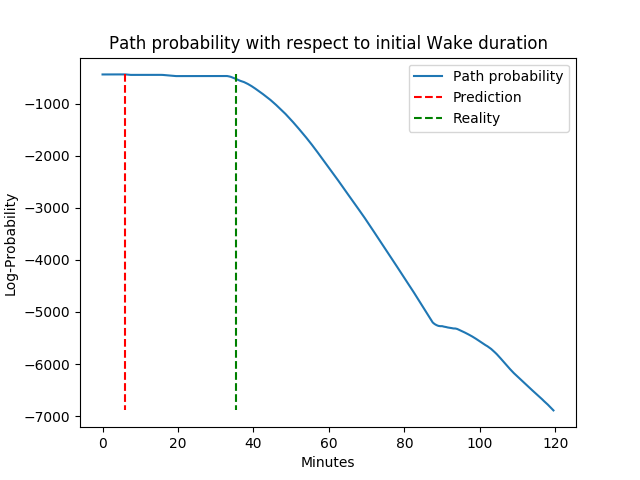 Path probability with respect to initial Wake duration
Path probability
Prediction
Reality
−1000
−2000
−3000
−4000
−5000
−6000
−7000
Log-Probability
0 20 40 60 80 100 120
Minutes